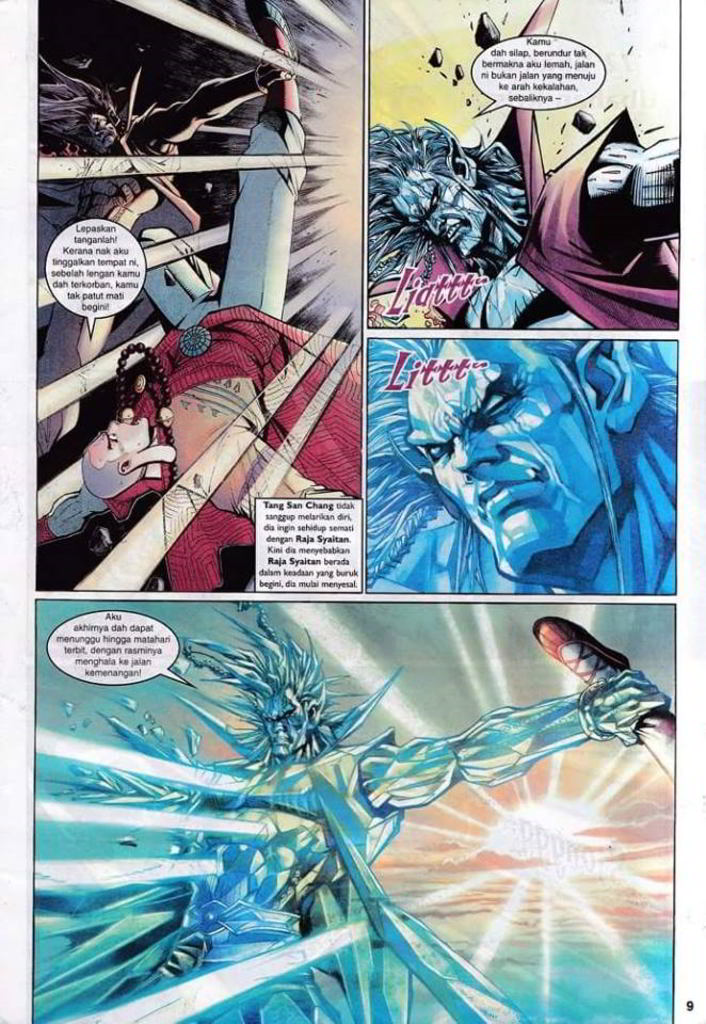 Lepaskan
tanganlah!
Kerana nak aku
tinggalkan tempat ni,
sebelah lengan kamu
dah terkorban, kamu
tak patut mati
begini!
Tang San Chang tidak
sanggup melarikan diri,
dia ingin sehidup semati
dengan Raja Syaitan.
Kini dia menyebabkan
Raja Syaitan berada
dalam keadaan yang buruk
begini, dia mulai menyesal.
Kamu
dah silap, berundur tak
bermakna aku lemah, jalan
ni bukan jalan yang menuju
ke arah kekalahan,
sebaliknya –
Liatttt
Litttt
Aku
akhirnya dah dapat
menunggu hingga matahari
terbit, dengan rasminya
menghala ke jalan
kemenangan!
9